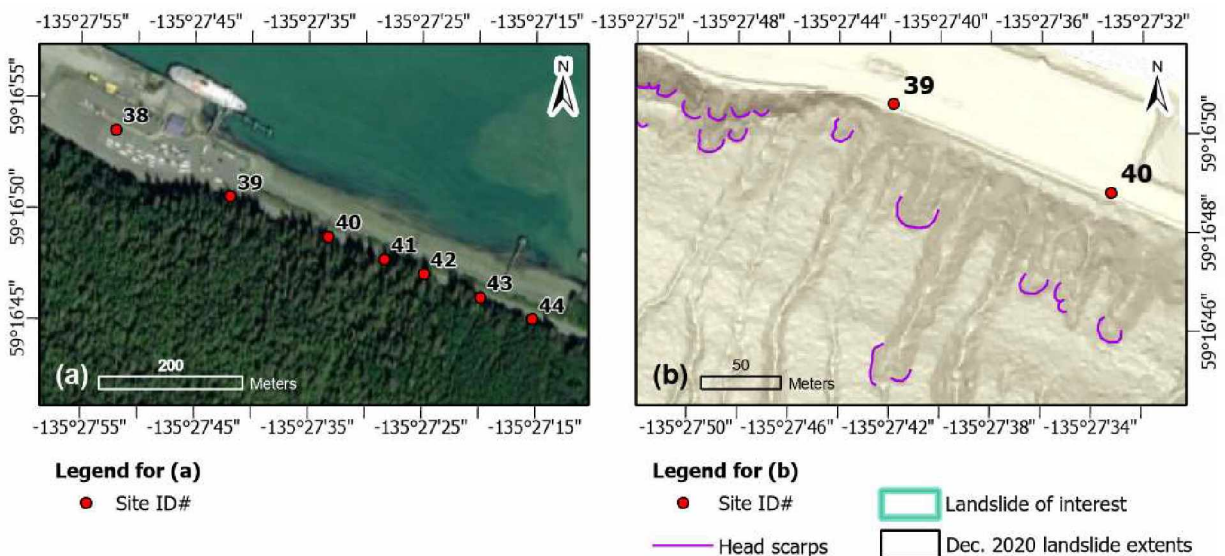 -135°27'55" -135°27'45" -135°27'35" -135°27'25" -135°27'15"
59°16'55"
59°16'50"
59°16'45"
N
38
39
40
41
42
43
44
(a)
200
Meters
-135°27'55" -135°27'45" -135°27'35" -135°27'25" -135°27'15"
Legend for (a)
Site ID#
-135°27'52" -135°27'48" -135°27'44" -135°27'40" -135°27'36" -135°27'32"
N
39
40
59°16'50"
59°16'48"
59°16'46"
(b)
50
Meters
-135°27'50" -135°27'46" -135°27'42" -135°27'38" -135°27'34"
Legend for (b)
Site ID#
Head scarps
Landslide of interest
Dec. 2020 landslide extents